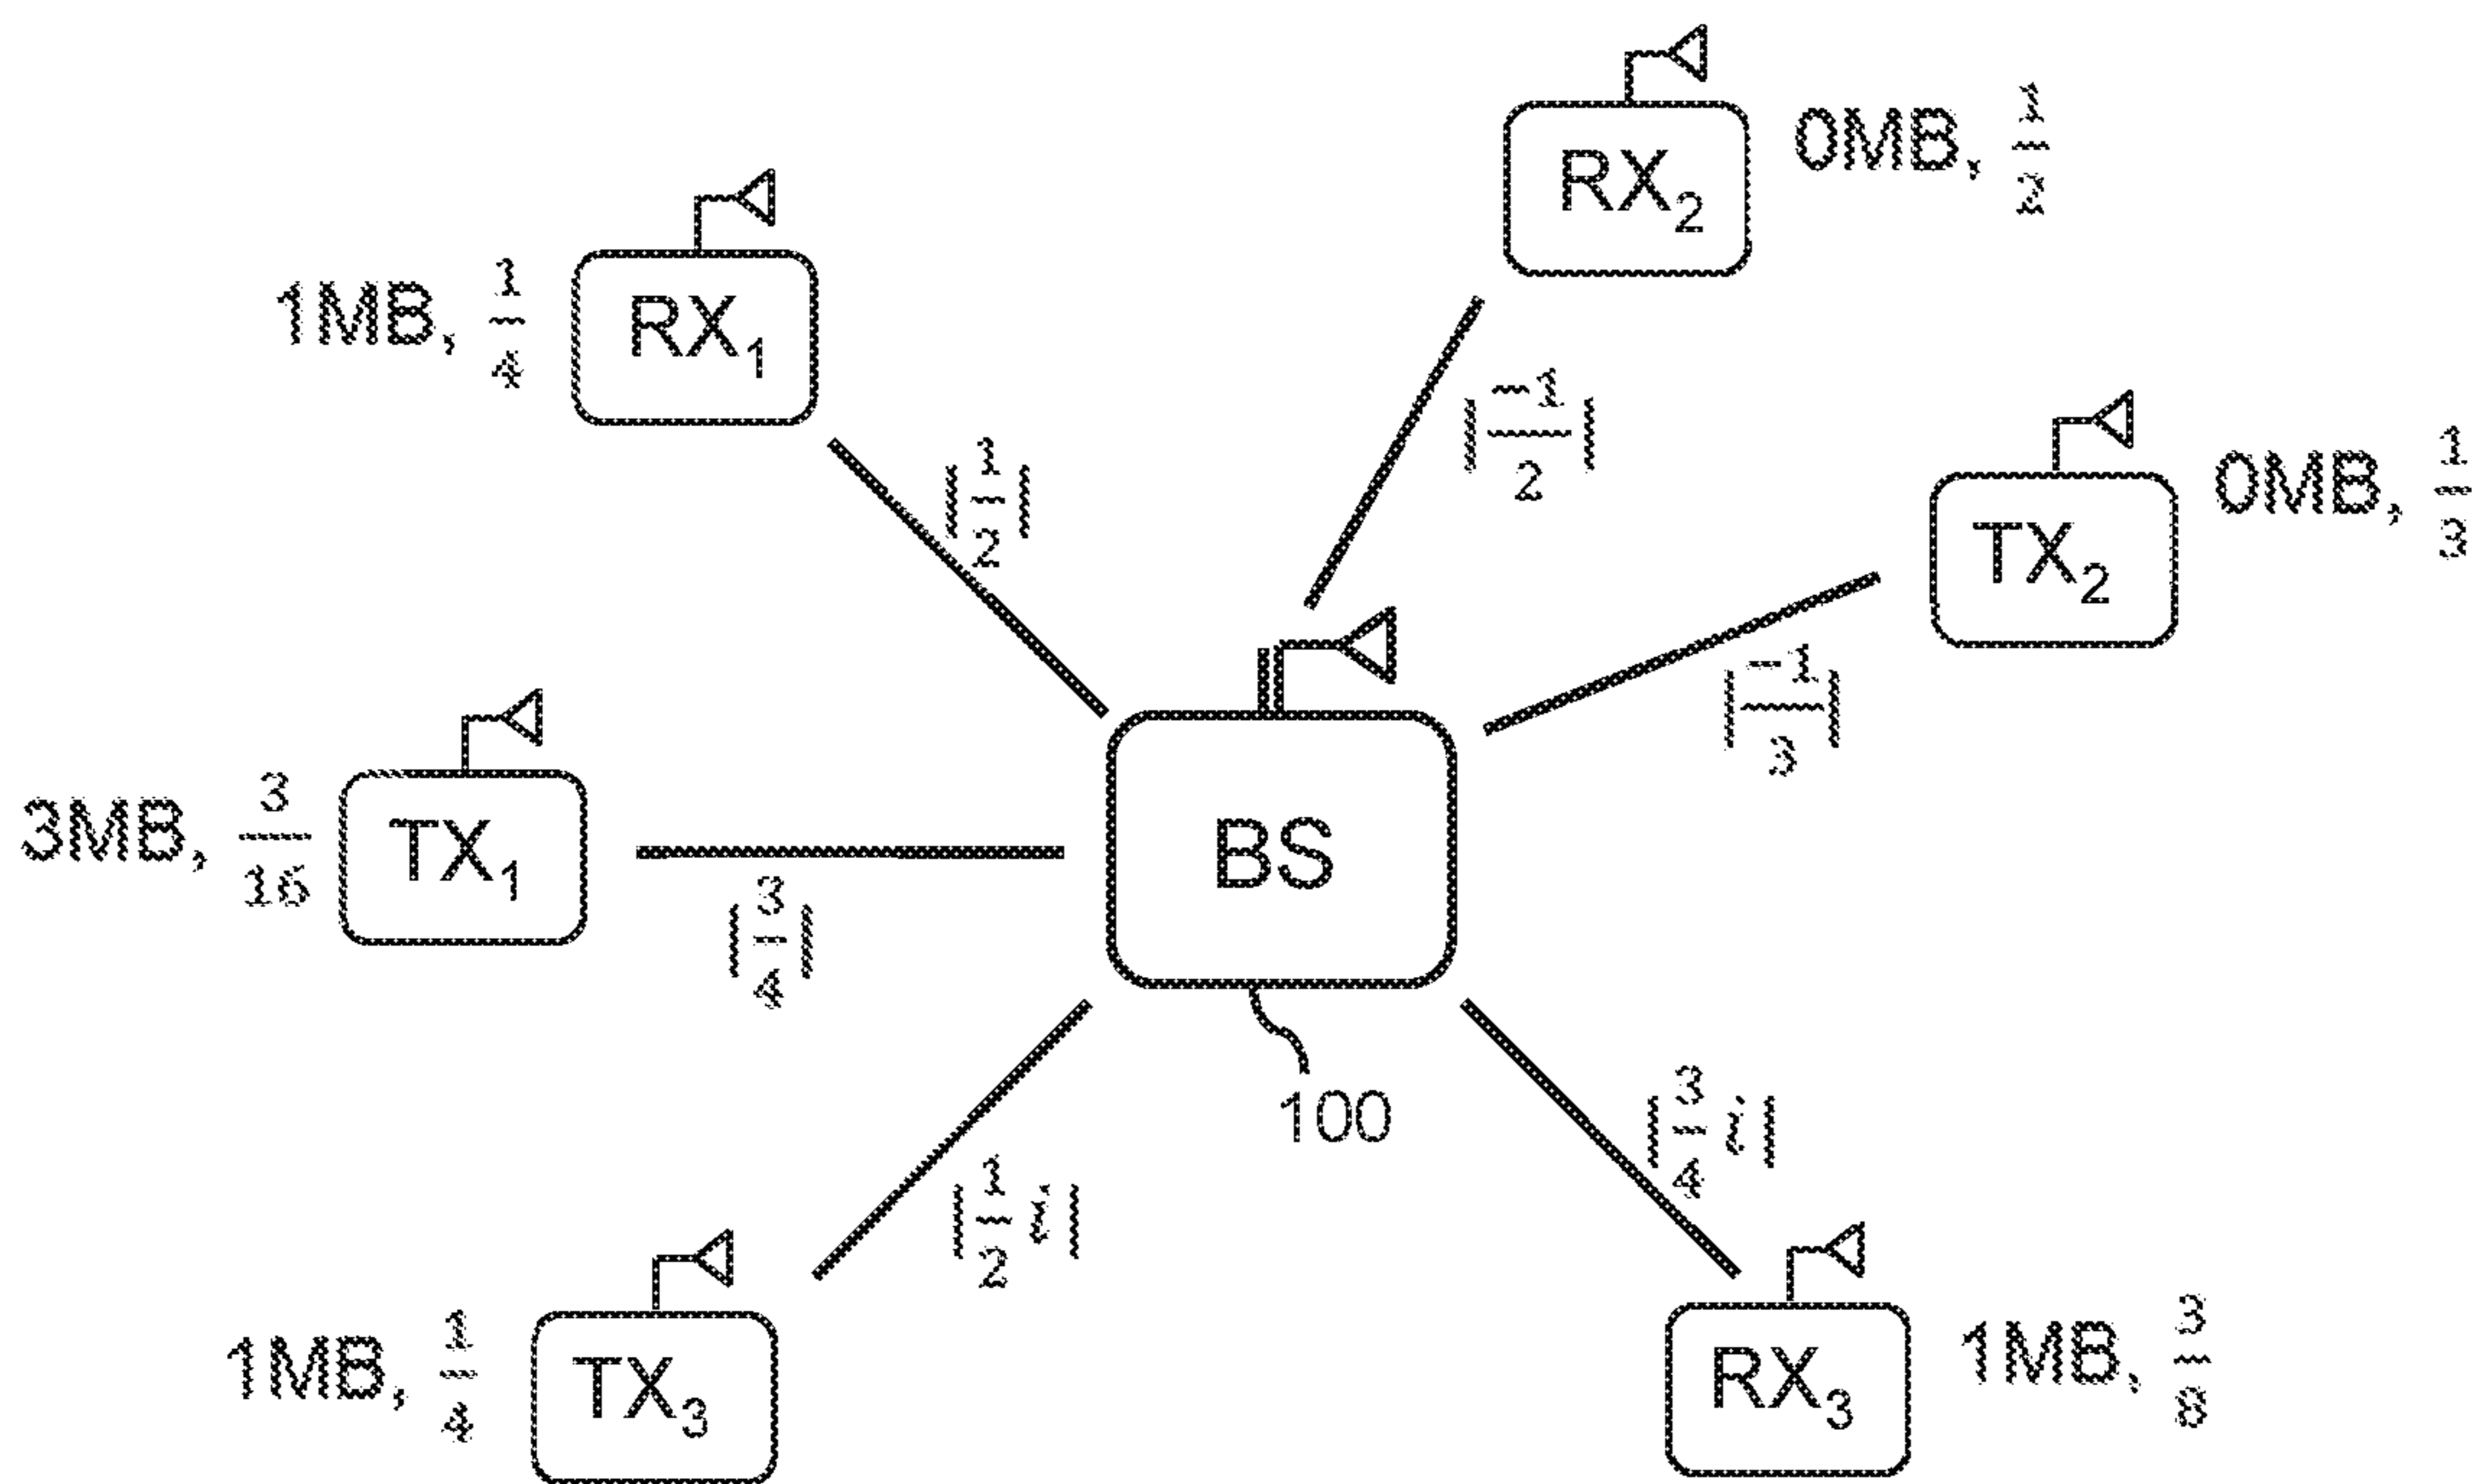 RX₂ 0MB, 1/2
1MB, 1/4 RX₁
|-1/2|
|1/2|
TX₂ 0MB, 1/3
|-1/3|
3MB, 3/16 TX₁
BS
|3/4|
100
|3/4 i|
|1/2 i|
1MB, 1/4 TX₃
RX₃ 1MB, 3/8